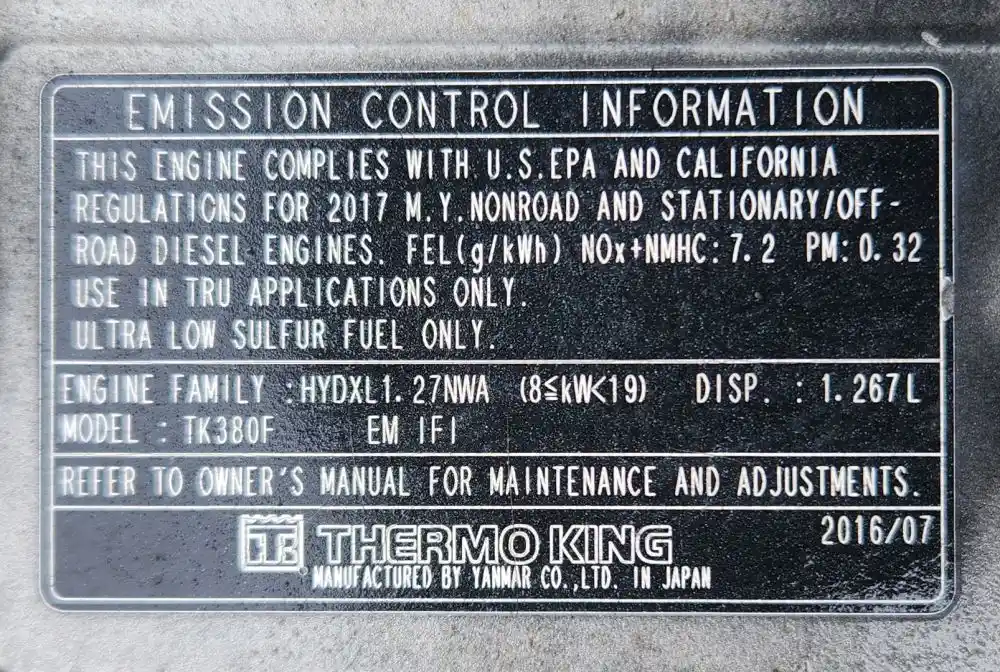 EMISSION CONTROL INFORMATION
THIS ENGINE COMPLIES WITH U.S.EPA AND CALIFORNIA
REGULATIONS FOR 2017 M.Y.NONROAD AND STATIONARY/OFF-
ROAD DIESEL ENGINES. FEL(g/kWh) NOx+NMHC:7.2 PM:0.32
USE IN TRU APPLICATIONS ONLY.
ULTRA LOW SULFUR FUEL ONLY.
ENGINE FAMILY :HYDXL1.27NWA (8≦kW<19) DISP. : 1.267L
MODEL : TK380F EM IFI
REFER TO OWNER'S MANUAL FOR MAINTENANCE AND ADJUSTMENTS.
2016/07
TK THERMO KING
MANUFACTURED BY YANMAR CO.,LTD. IN JAPAN